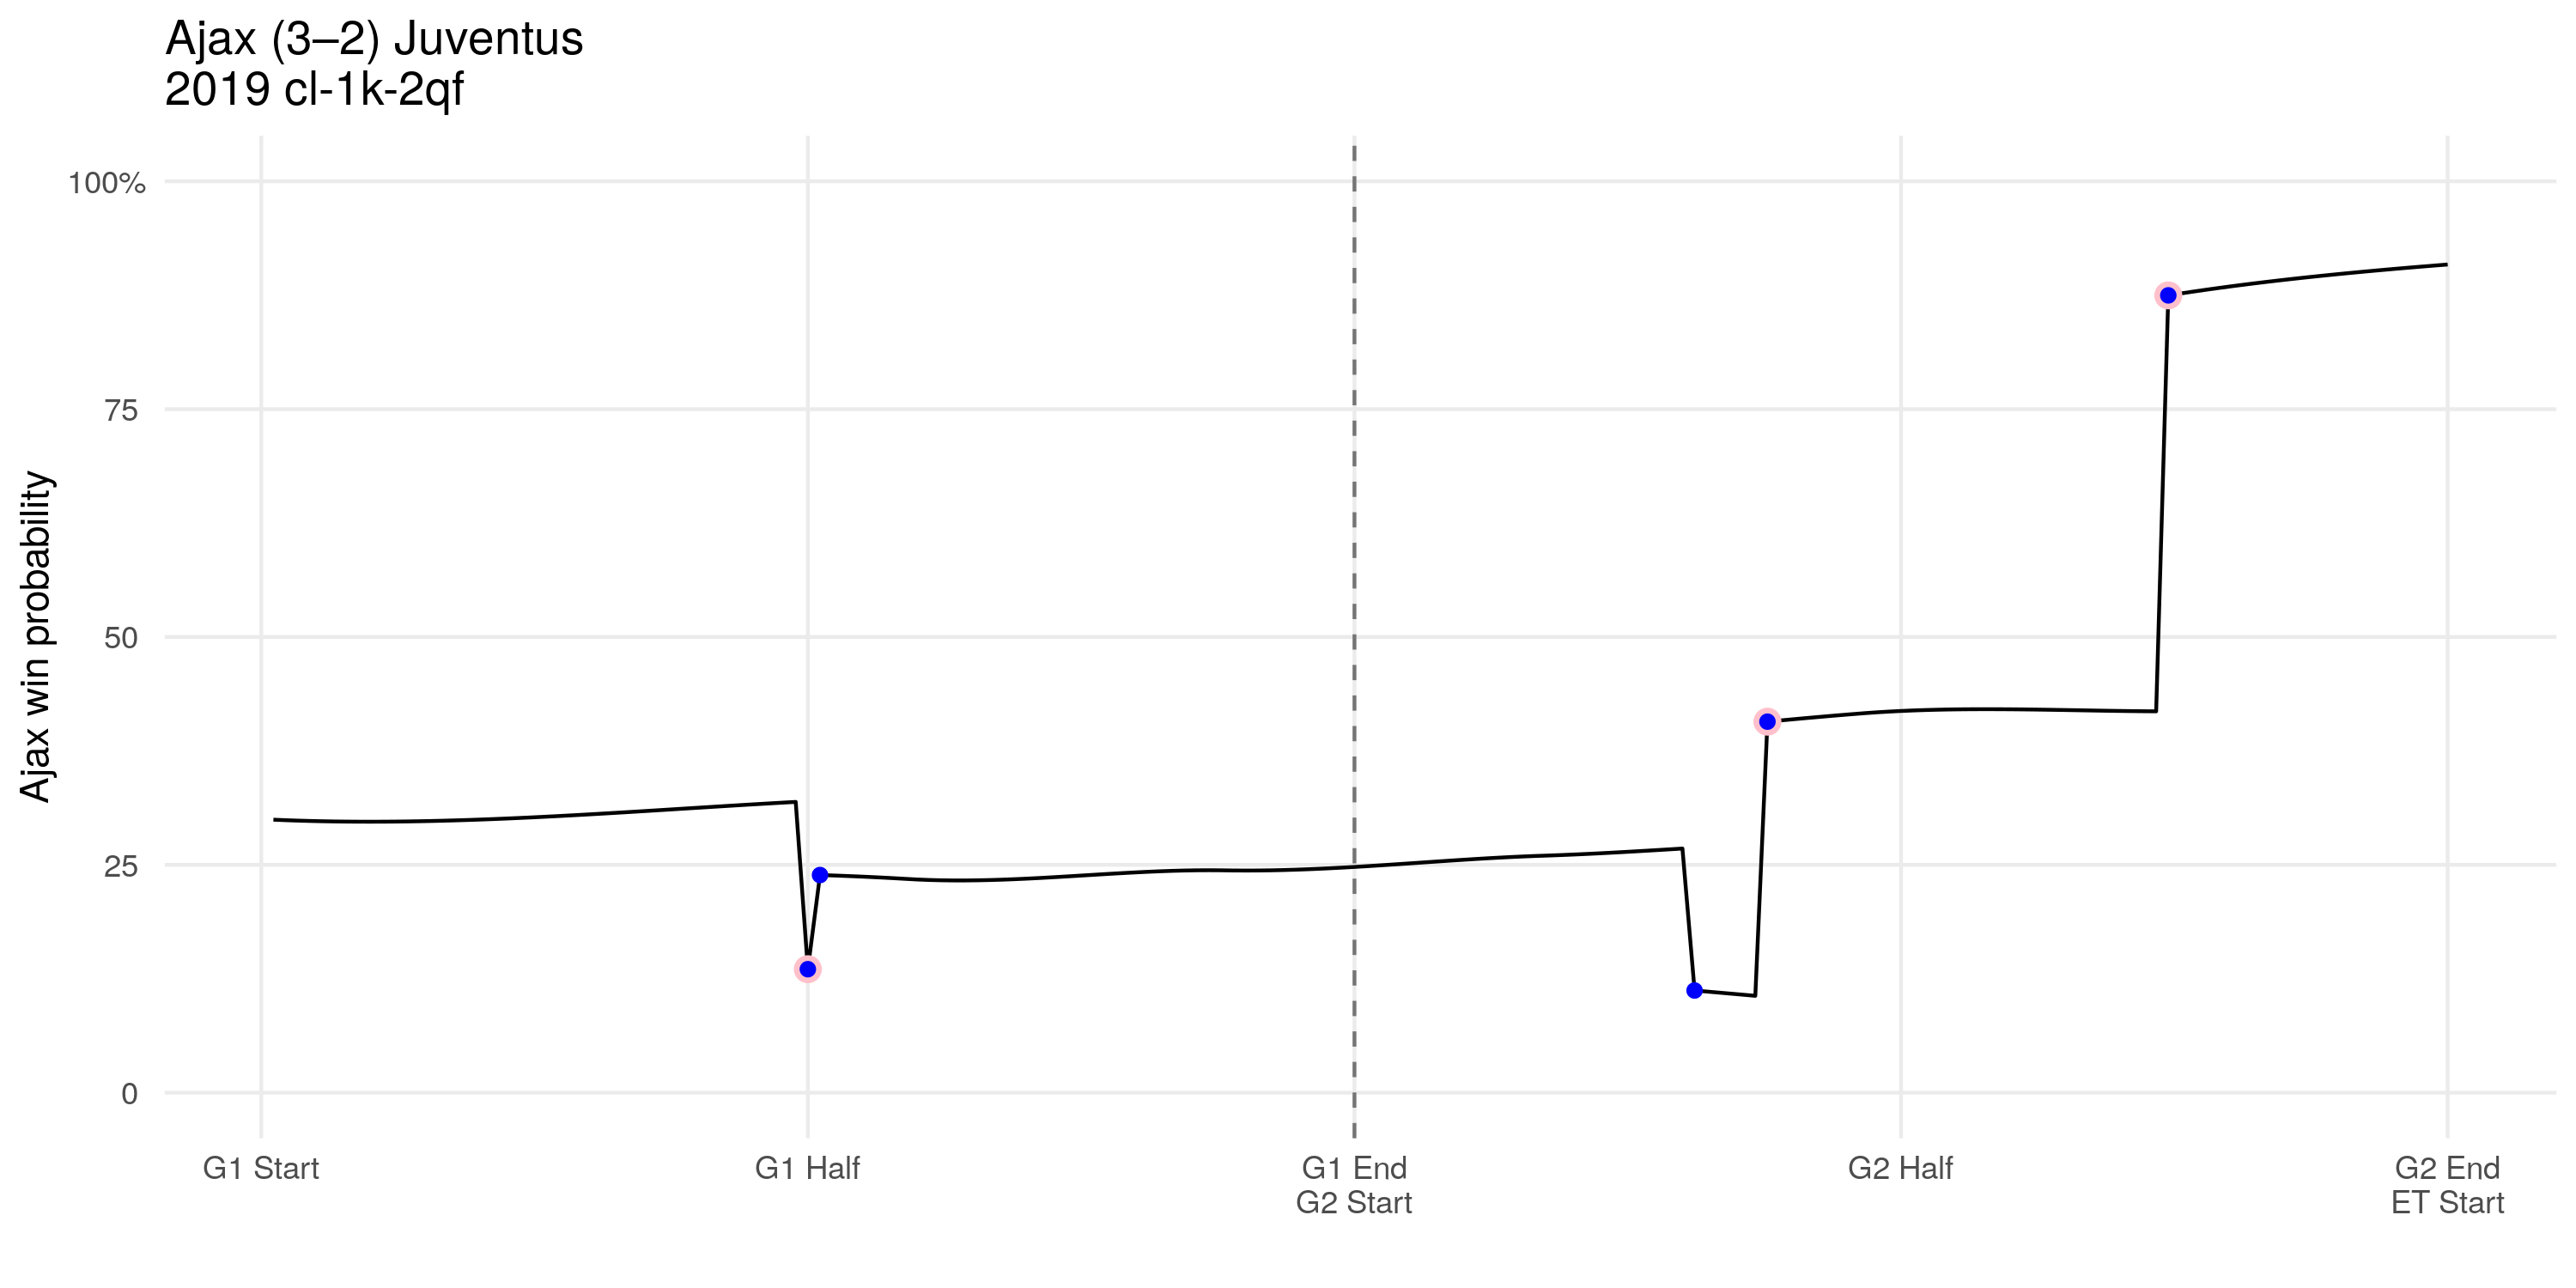 Ajax (3–2) Juventus
2019 cl-1k-2qf
Ajax win probability
100%
75
50
25
0
G1 Start
G1 Half
G1 End
G2 Start
G2 Half
G2 End
ET Start